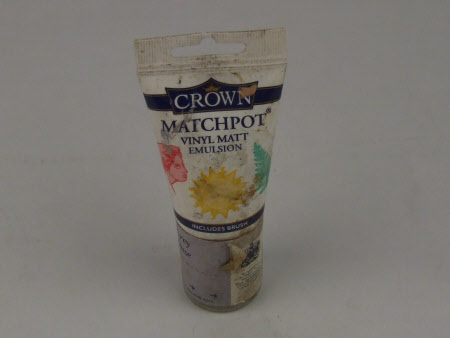 CROWN
MATCHPOT
VINYL MATT
EMULSION
INCLUDES BRUSH